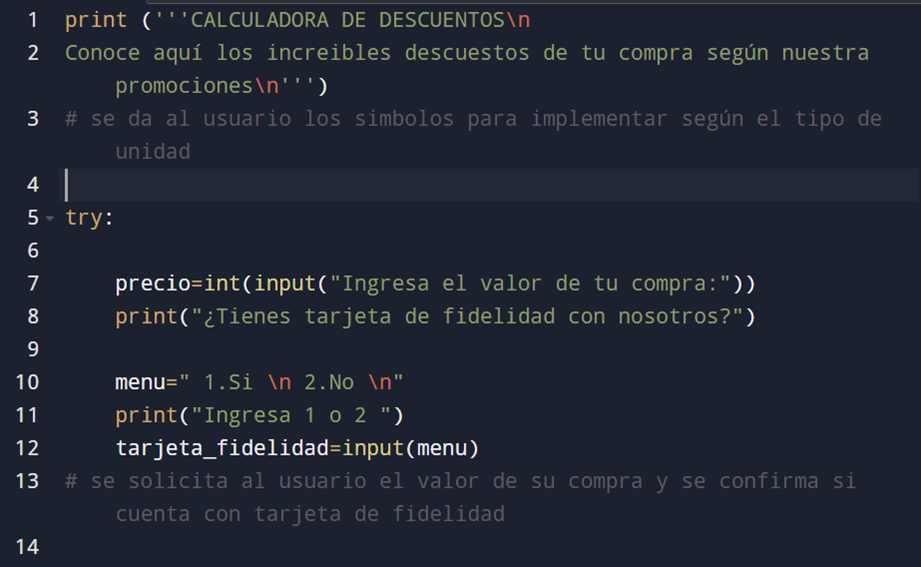 1 print ('''CALCULADORA DE DESCUENTOS\n
2 Conoce aquí los increibles descuestos de tu compra según nuestra
promociones\n''')
3 # se da al usuario los simbolos para implementar según el tipo de
unidad
4
5 try:
6
7 precio=int(input("Ingresa el valor de tu compra:"))
8 print("¿Tienes tarjeta de fidelidad con nosotros?")
9
10 menu=" 1.Si \n 2.No \n"
11 print("Ingresa 1 o 2 ")
12 tarjeta_fidelidad=input(menu)
13 # se solicita al usuario el valor de su compra y se confirma si
cuenta con tarjeta de fidelidad
14